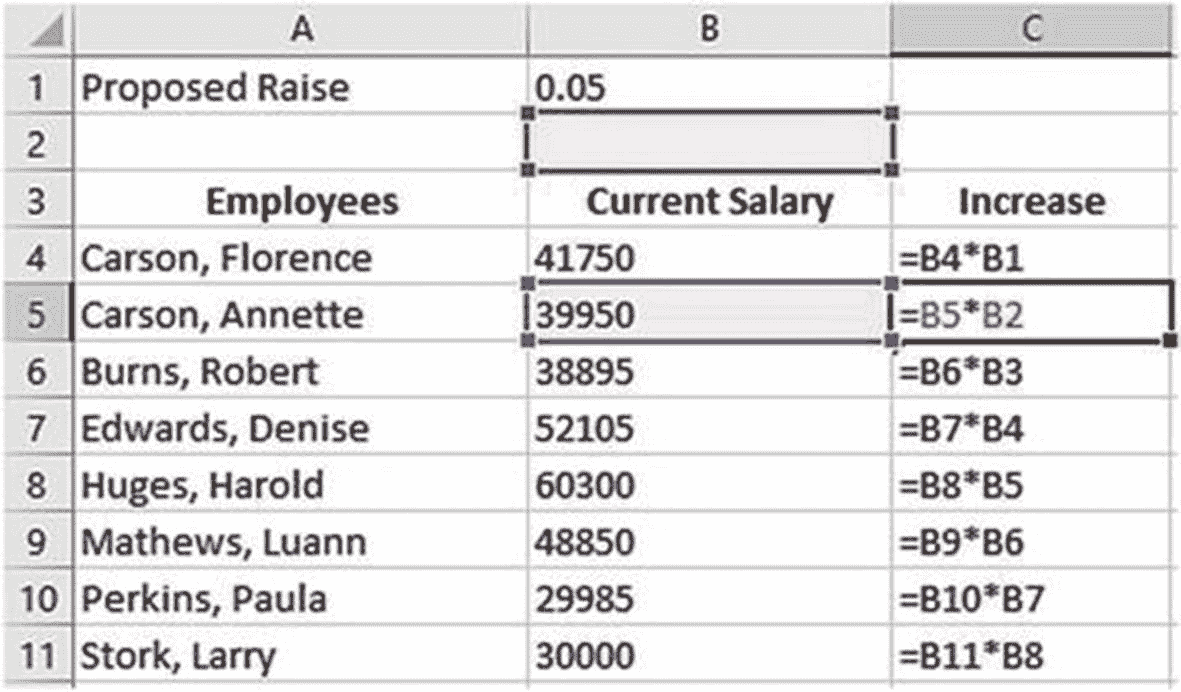 A B C
1 Proposed Raise 0.05
2
3 Employees Current Salary Increase
4 Carson, Florence 41750 =B4*B1
5 Carson, Annette 39950 =B5*B2
6 Burns, Robert 38895 =B6*B3
7 Edwards, Denise 52105 =B7*B4
8 Huges, Harold 60300 =B8*B5
9 Mathews, Luann 48850 =B9*B6
10 Perkins, Paula 29985 =B10*B7
11 Stork, Larry 30000 =B11*B8